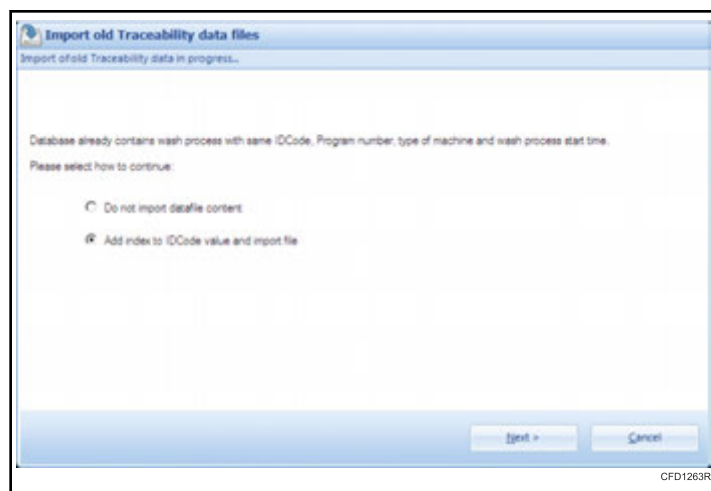 Import old Traceability data files
Import of old Traceability data in progress...
Database already contains wash process with same IDCode, Program number, type of machine and wash process start time.
Please select how to continue:
Do not import datafile content
Add index to IDCode value and import file
Next >
Cancel
CFD1263R